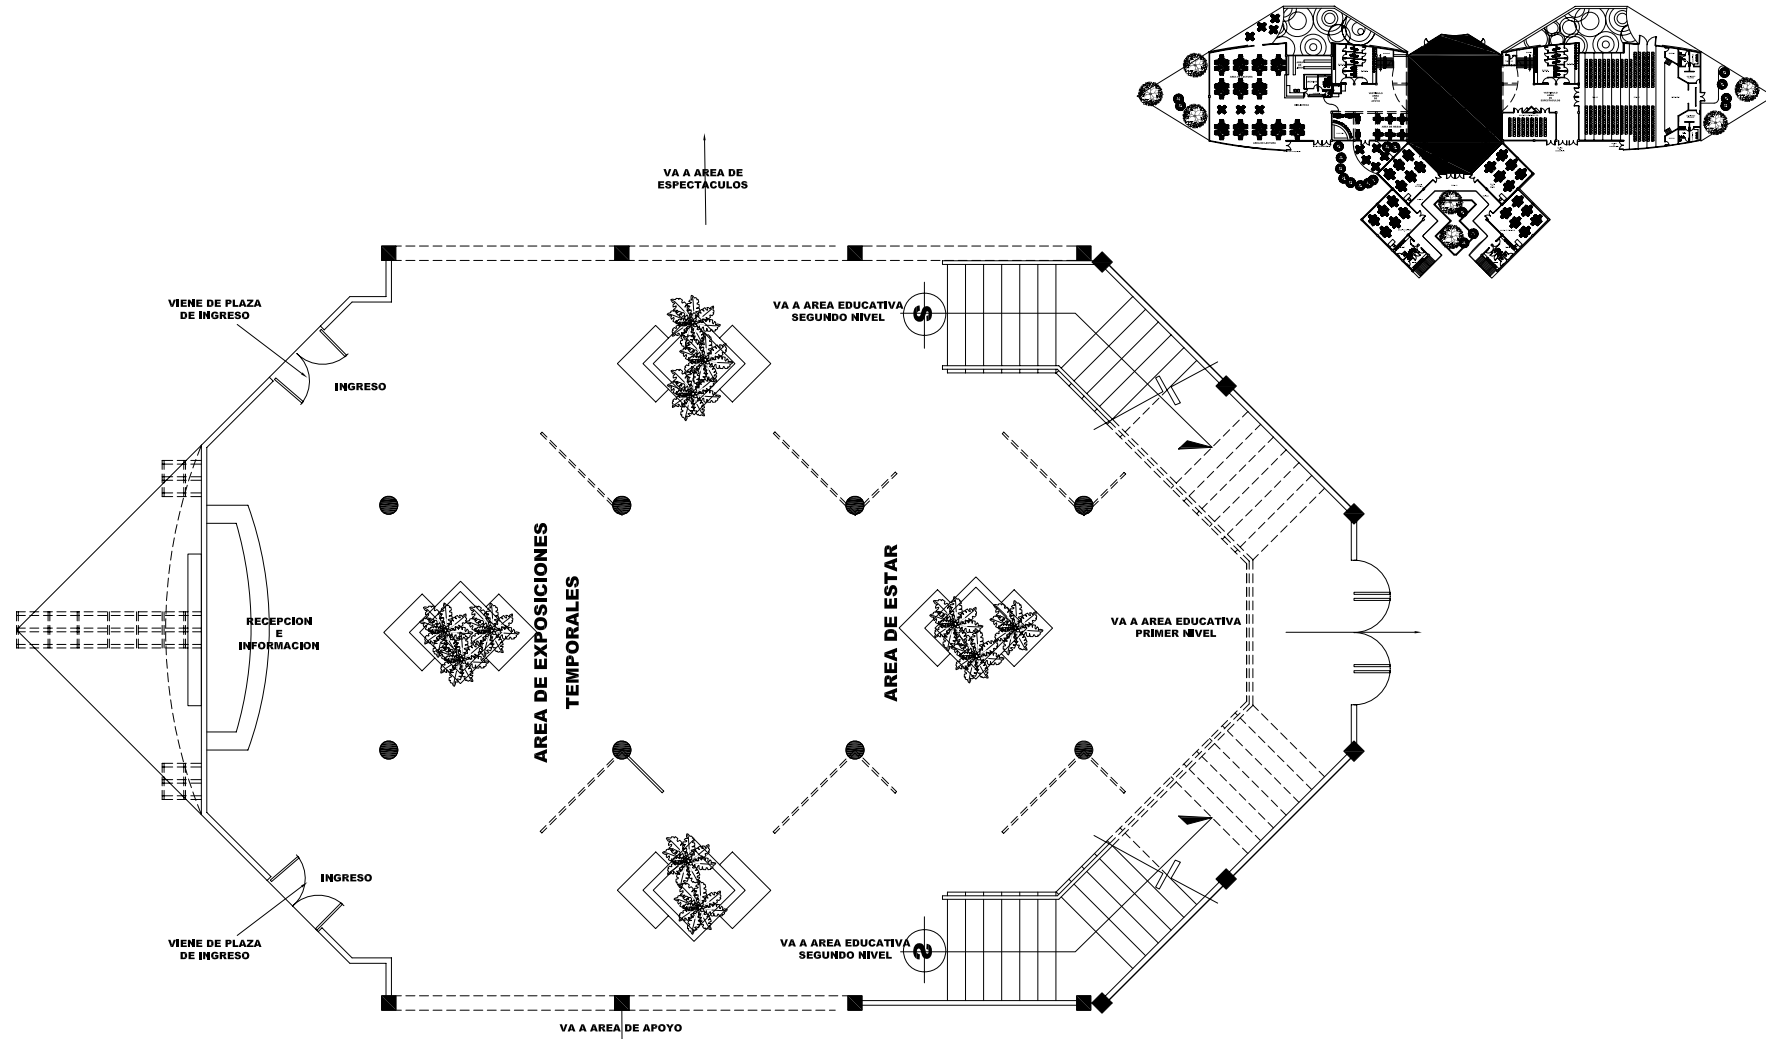 VA A AREA DE
ESPECTACULOS
VIENE DE PLAZA
DE INGRESO
VA A AREA EDUCATIVA
SEGUNDO NIVEL
S
INGRESO
AREA DE EXPOSICIONES
TEMPORALES
AREA DE ESTAR
RECEPCION
E
INFORMACION
VA A AREA EDUCATIVA
PRIMER NIVEL
INGRESO
VIENE DE PLAZA
DE INGRESO
VA A AREA EDUCATIVA
SEGUNDO NIVEL
VA A AREA DE APOYO